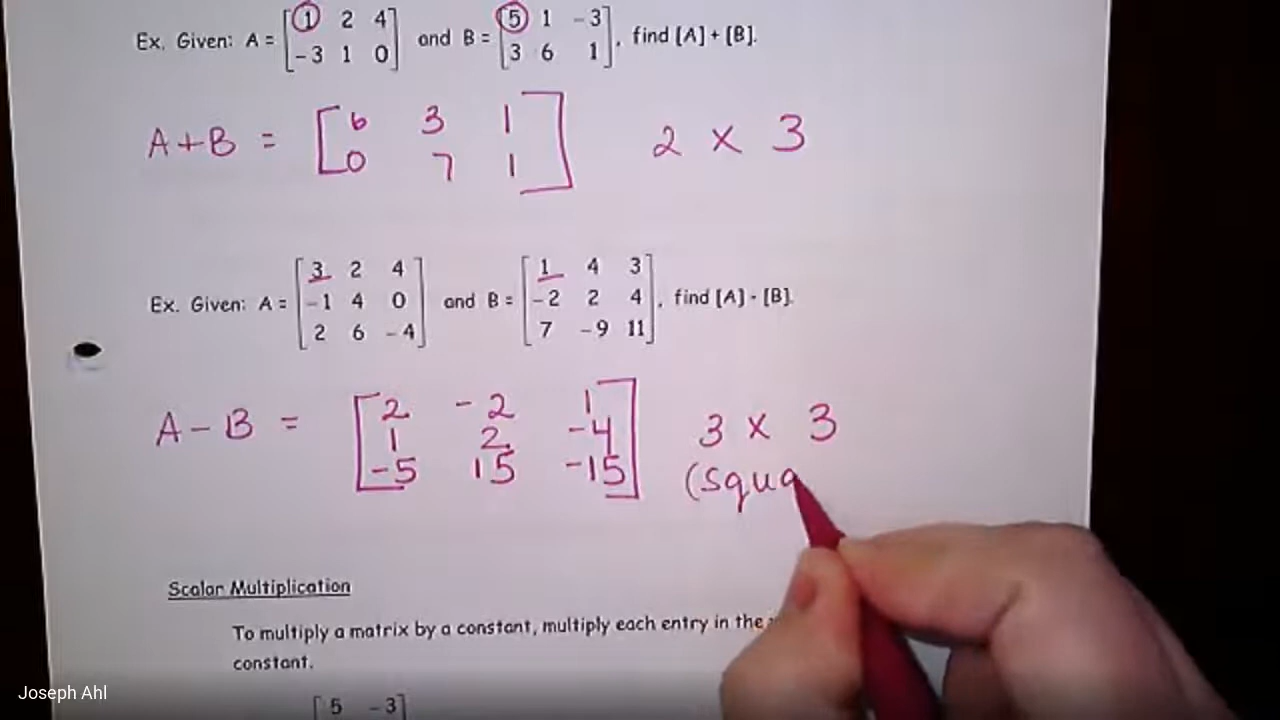 Ex. Given: A = [1 2 4] and B = [5 1 -3], find [A] + [B].
[-3 1 0] [3 6 1]
A+B = [6 3 1] 2 x 3
[0 7 1]
[3 2 4] [1 4 3]
Ex. Given: A = [-1 4 0] and B = [-2 2 4], find [A] - [B].
[2 6 -4] [7 -9 11]
[2 -2 1]
A-B = [1 2 -4] 3 x 3
[-5 15 -15] (squa
Scalar Multiplication
To multiply a matrix by a constant, multiply each entry in the
constant.
[5 -3]
Joseph Ahl